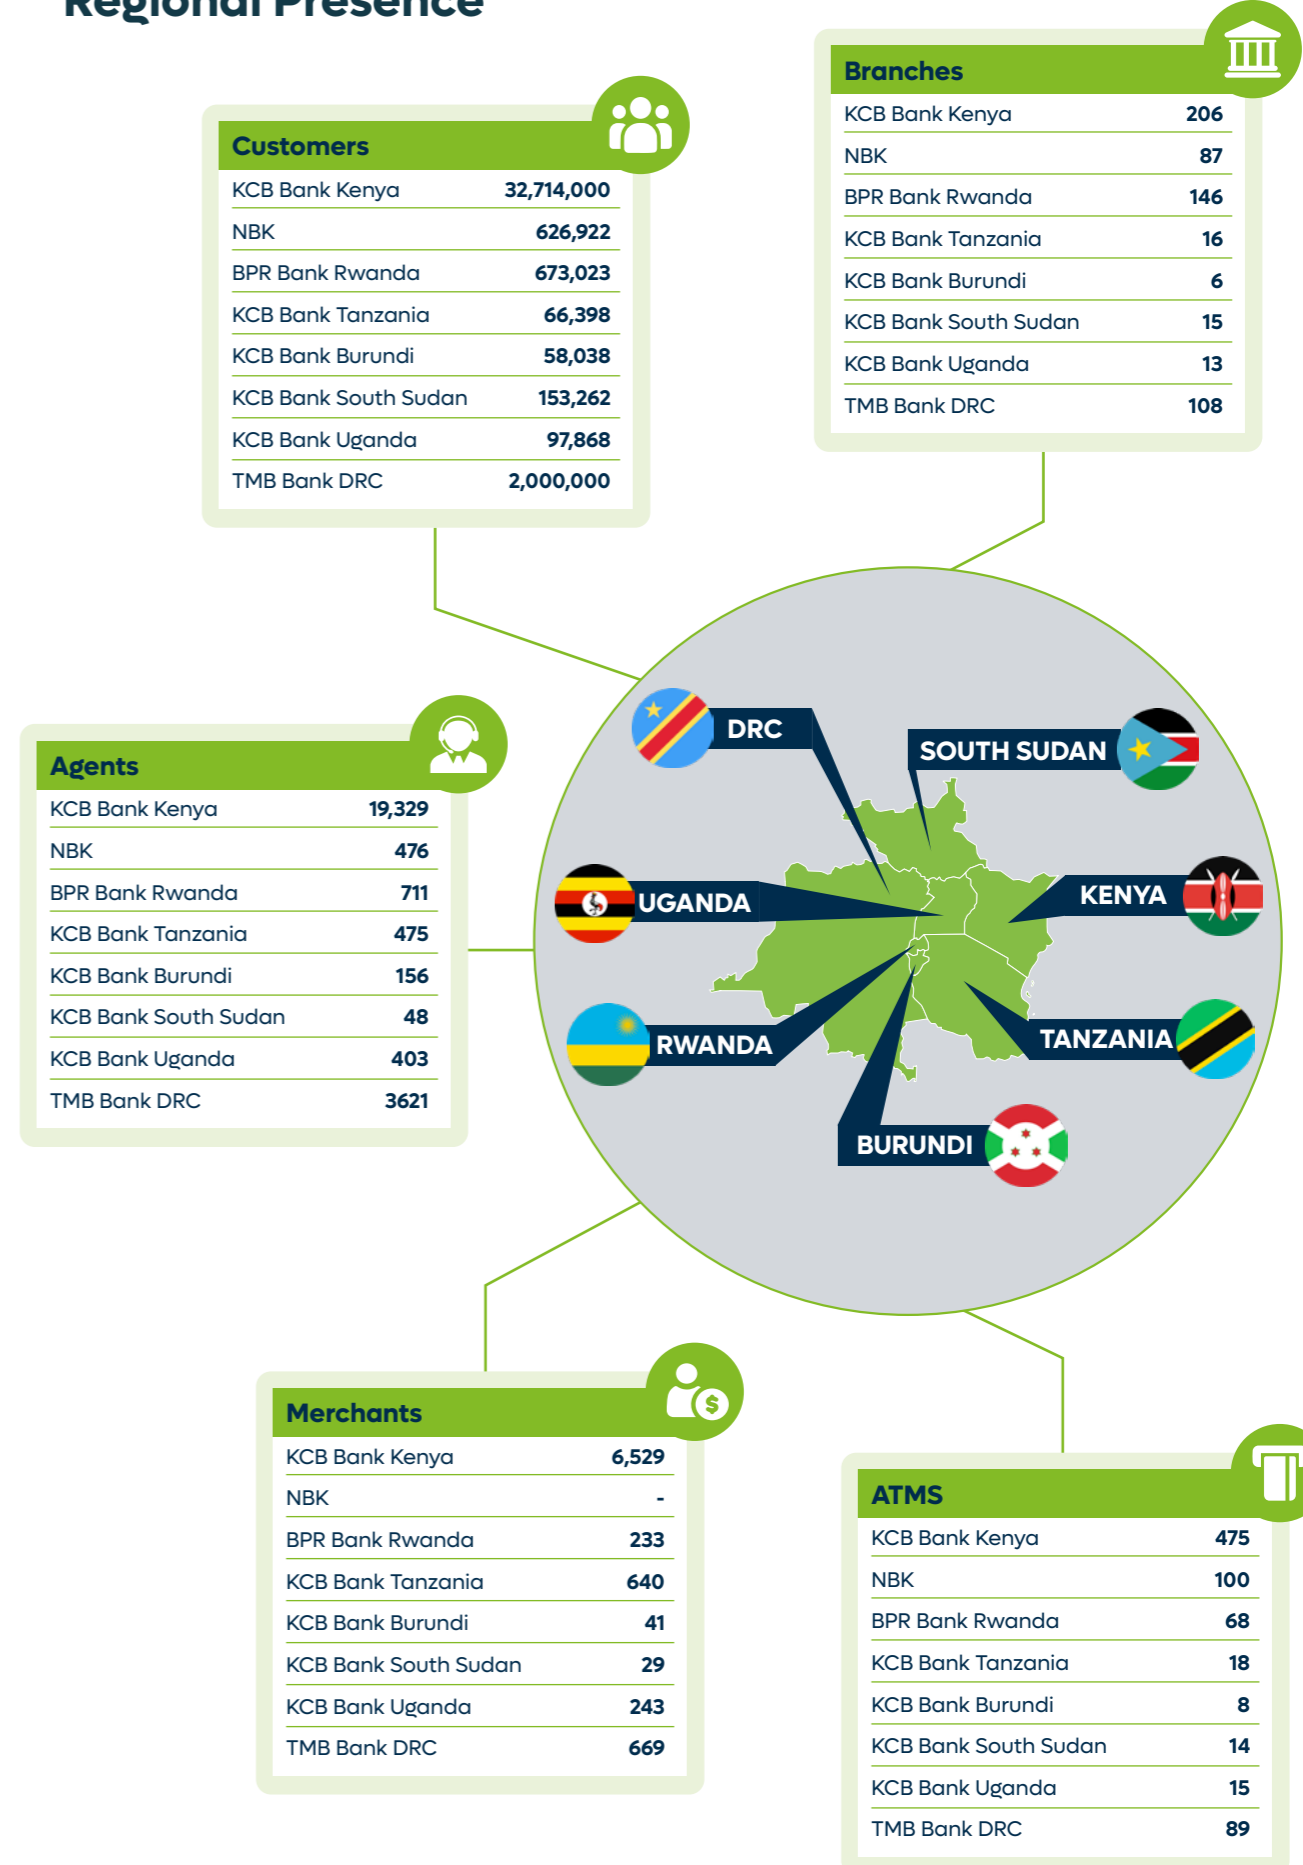 Regional Presence
Customers
KCB Bank Kenya 32,714,000
NBK 626,922
BPR Bank Rwanda 673,023
KCB Bank Tanzania 66,398
KCB Bank Burundi 58,038
KCB Bank South Sudan 153,262
KCB Bank Uganda 97,868
TMB Bank DRC 2,000,000
Branches
KCB Bank Kenya 206
NBK 87
BPR Bank Rwanda 146
KCB Bank Tanzania 16
KCB Bank Burundi 6
KCB Bank South Sudan 15
KCB Bank Uganda 13
TMB Bank DRC 108
Agents
KCB Bank Kenya 19,329
NBK 476
BPR Bank Rwanda 711
KCB Bank Tanzania 475
KCB Bank Burundi 156
KCB Bank South Sudan 48
KCB Bank Uganda 403
TMB Bank DRC 3621
DRC
SOUTH SUDAN
UGANDA
KENYA
RWANDA
TANZANIA
BURUNDI
Merchants
$
KCB Bank Kenya 6,529
NBK -
BPR Bank Rwanda 233
KCB Bank Tanzania 640
KCB Bank Burundi 41
KCB Bank South Sudan 29
KCB Bank Uganda 243
TMB Bank DRC 669
ATMS
KCB Bank Kenya 475
NBK 100
BPR Bank Rwanda 68
KCB Bank Tanzania 18
KCB Bank Burundi 8
KCB Bank South Sudan 14
KCB Bank Uganda 15
TMB Bank DRC 89